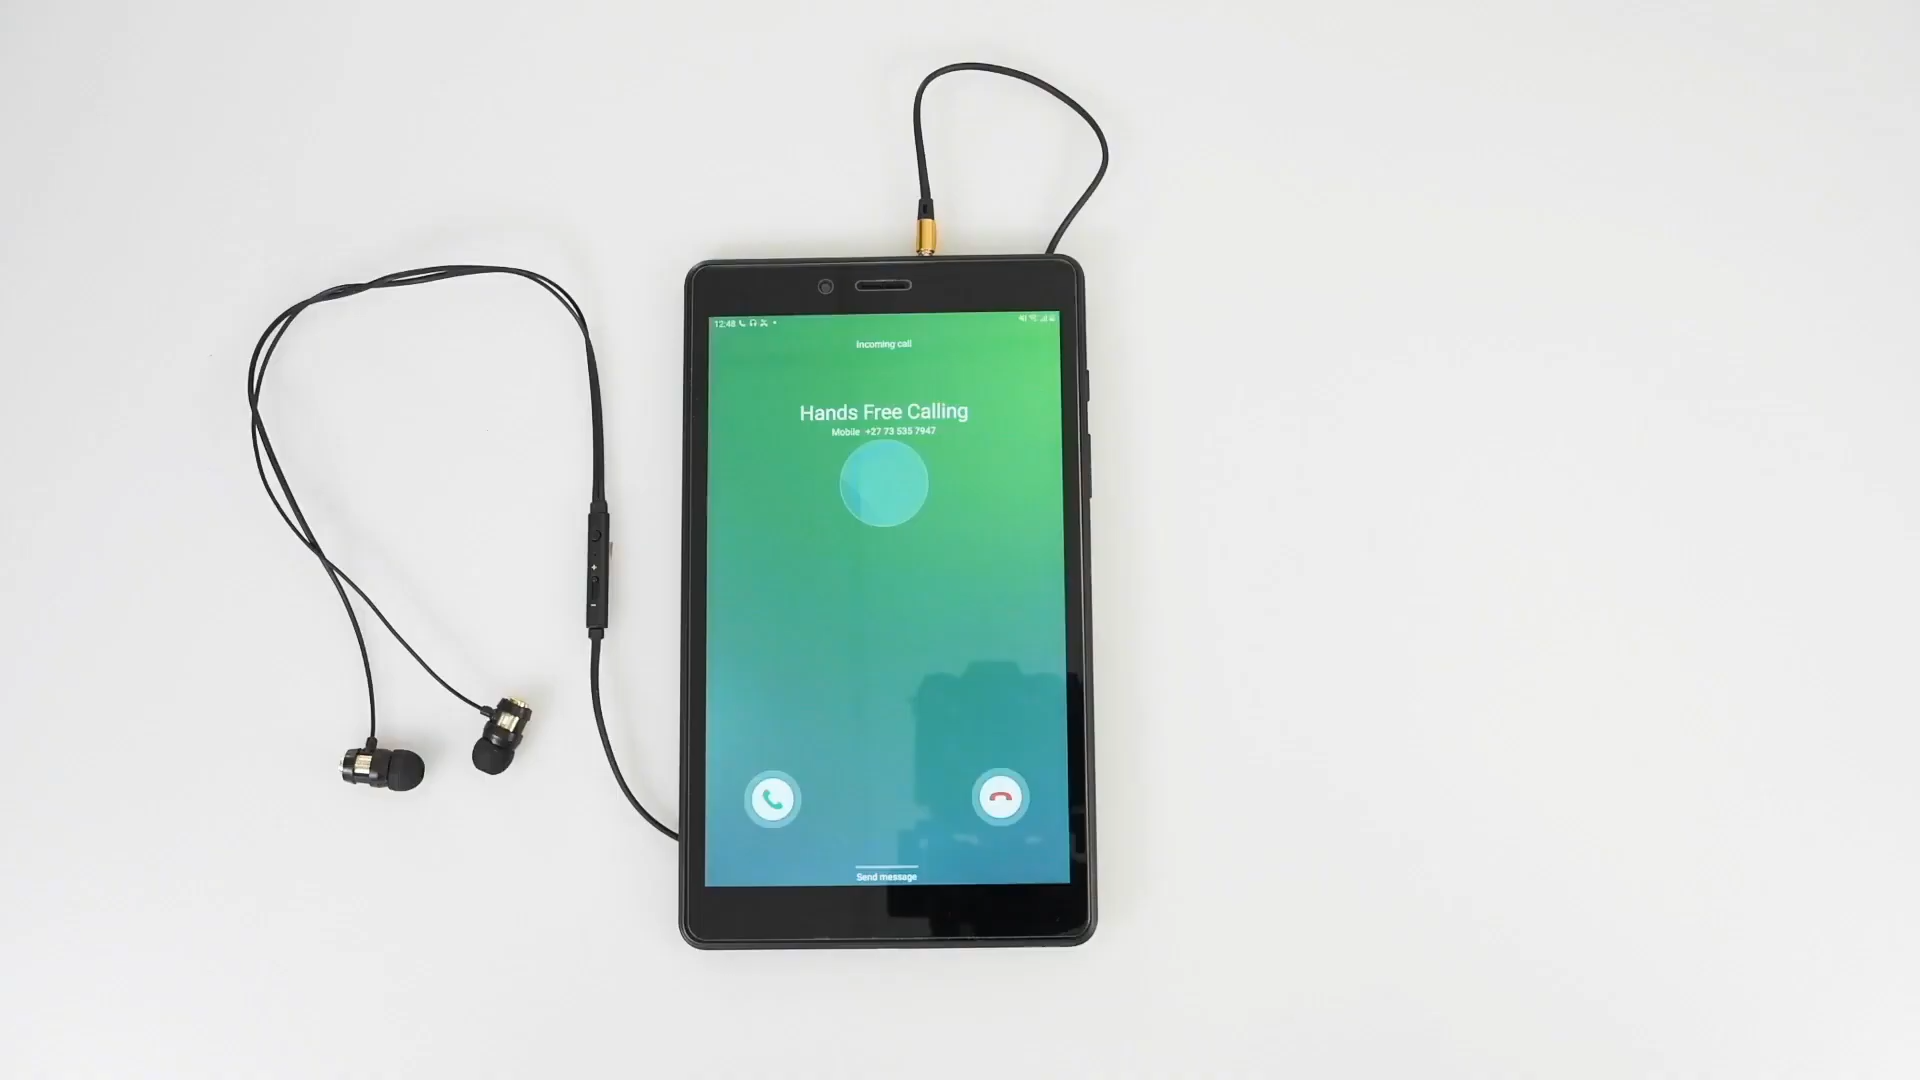 12:48
Incoming call
Hands Free Calling
Mobile +27 73 535 7947
+
-
Send message